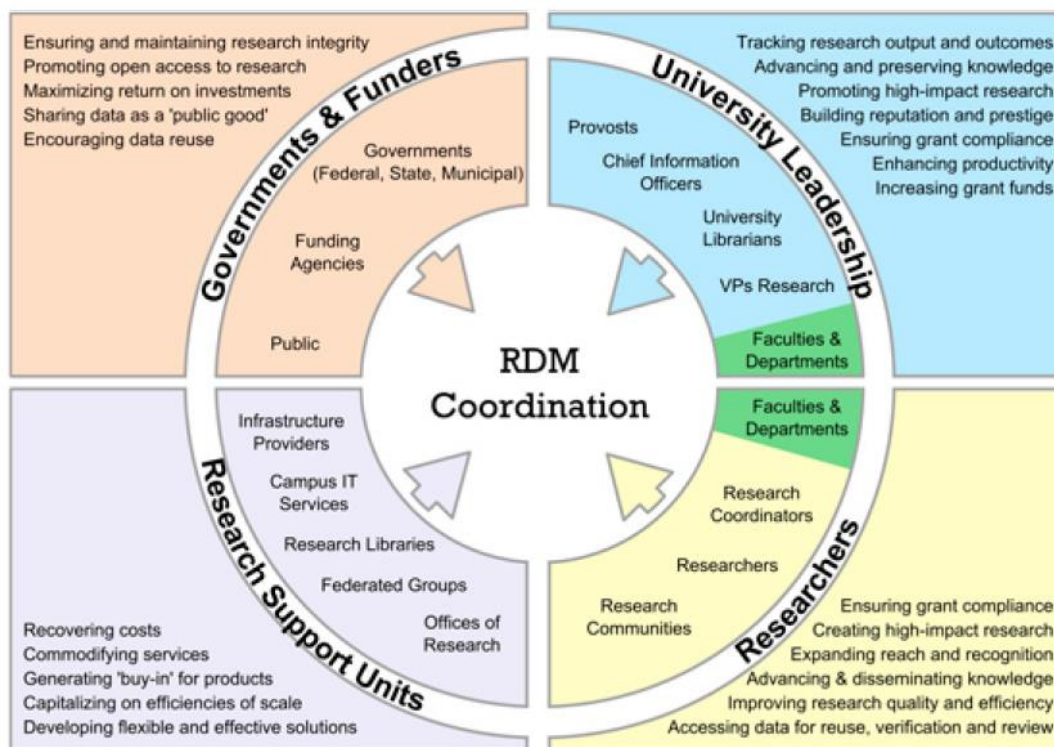 Ensuring and maintaining research integrity
Promoting open access to research
Maximizing return on investments
Sharing data as a 'public good'
Encouraging data reuse
Governments & Funders
Governments
(Federal, State, Municipal)
Funding
Agencies
Public
Tracking research output and outcomes
Advancing and preserving knowledge
Promoting high-impact research
Building reputation and prestige
Ensuring grant compliance
Enhancing productivity
Increasing grant funds
University Leadership
Provosts
Chief Information
Officers
University
Librarians
VPs Research
Faculties &
Departments
RDM
Coordination
Infrastructure
Providers
Campus IT
Services
Research Libraries
Federated Groups
Offices of
Research
Research Support Units
Recovering costs
Commodifying services
Generating 'buy-in' for products
Capitalizing on efficiencies of scale
Developing flexible and effective solutions
Faculties &
Departments
Research
Coordinators
Researchers
Research
Communities
Researchers
Ensuring grant compliance
Creating high-impact research
Expanding reach and recognition
Advancing & disseminating knowledge
Improving research quality and efficiency
Accessing data for reuse, verification and review